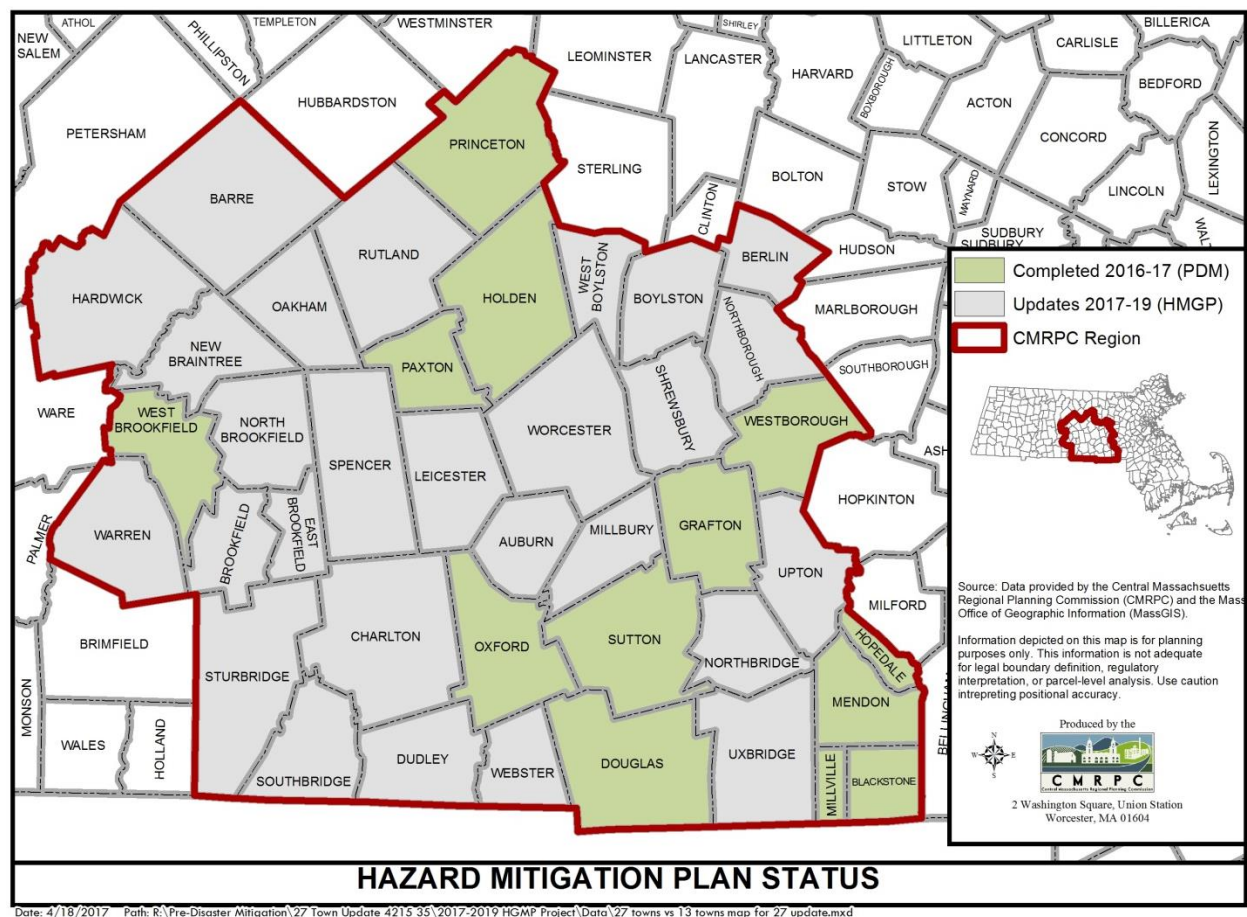 ATHOL
TEMPLETON
WESTMINSTER
SHIRLEY
BILLERICA
NEW
SALEM
PHILLIPSTON
LEOMINSTER
LANCASTER
LITTLETON
CARLISLE
HARVARD
BOXBOROUGH
BEDFORD
HUBBARDSTON
ACTON
PETERSHAM
CONCORD
LEXINGTON
PRINCETON
STERLING
BOLTON
STOW
MAYNARD
LINCOLN
BARRE
CLINTON
SUDBURY
SUDBURY
RUTLAND
WEST
BOYLSTON
BERLIN
HUDSON
HARDWICK
OAKHAM
HOLDEN
BOYLSTON
NORTHBOROUGH
MARLBOROUGH
NEW
BRAINTREE
PAXTON
SHREWSBURY
SOUTHBOROUGH
WARE
WEST
BROOKFIELD
NORTH
BROOKFIELD
WORCESTER
WESTBOROUGH
SPENCER
LEICESTER
ASH
HOPKINTON
PALMER
WARREN
BROOKFIELD
EAST
BROOKFIELD
AUBURN
MILLBURY
GRAFTON
UPTON
MILFORD
BRIMFIELD
CHARLTON
OXFORD
SUTTON
HOPEDALE
STURBRIDGE
NORTHBRIDGE
MENDON
MONSON
WALES
HOLLAND
SOUTHBRIDGE
DUDLEY
WEBSTER
DOUGLAS
UXBRIDGE
MILLVILLE
BLACKSTONE
Completed 2016-17 (PDM)
Updates 2017-19 (HMGP)
CMRPC Region
Source: Data provided by the Central Massachsuetts
Regional Planning Commission (CMRPC) and the Mass
Office of Geographic Information (MassGIS).
Information depicted on this map is for planning
purposes only. This information is not adequate
for legal boundary definition, regulatory
interpretation, or parcel-level analysis. Use caution
intrepreting positional accuracy.
Produced by the
N
W E
S
CMRPC
Central Massachusetts Regional Planning Commission
2 Washington Square, Union Station
Worcester, MA 01604
HAZARD MITIGATION PLAN STATUS
Date: 4/18/2017 Path: R:\Pre-Disaster Mitigation\27 Town Update 4215 35\2017-2019 HGMP Project\Data\27 towns vs 13 towns map for 27 update.mxd